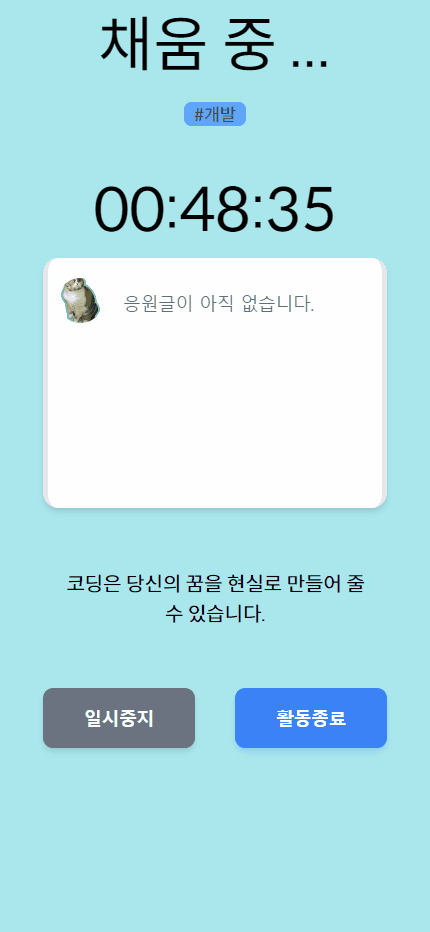 채움 중 ...
#개발
00:48:35
응원글이 아직 없습니다.
코딩은 당신의 꿈을 현실로 만들어 줄
수 있습니다.
일시중지
활동종료